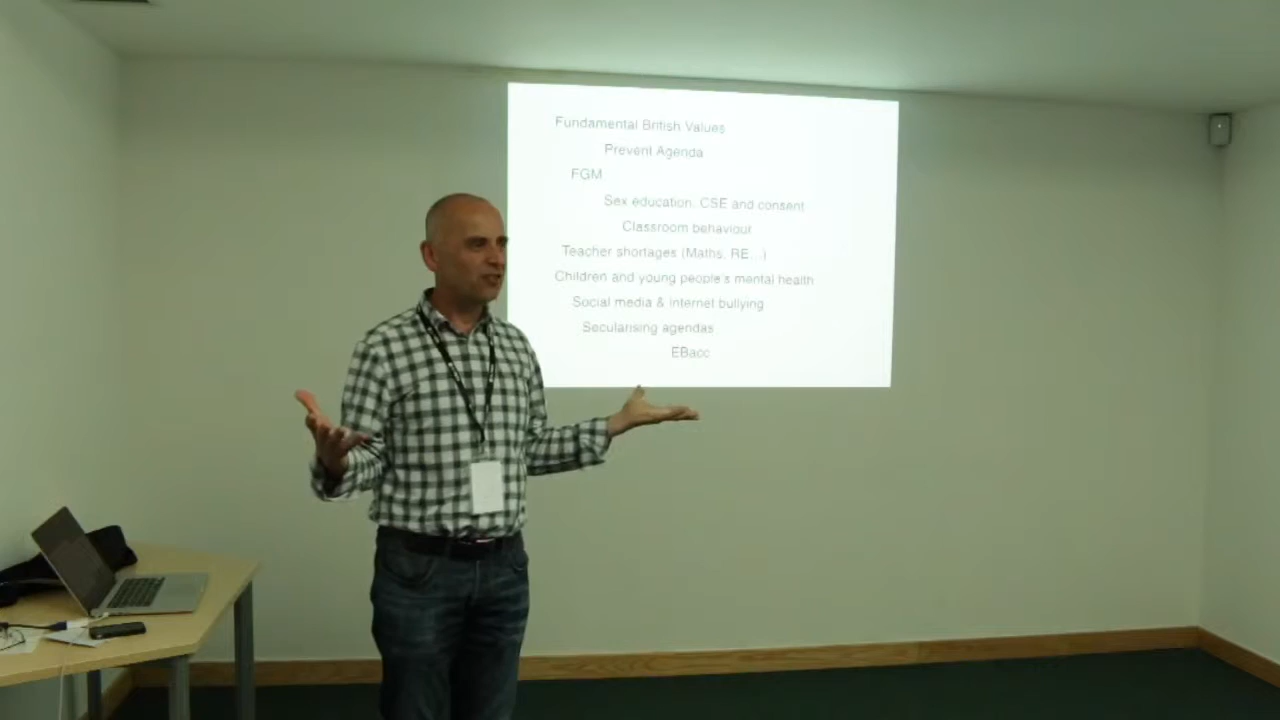 Fundamental British Values
Prevent Agenda
FGM
Sex education, CSE and consent
Classroom behaviour
Teacher shortages (Maths, RE...)
Children and young people's mental health
Social media & internet bullying
Secularising agendas
EBacc